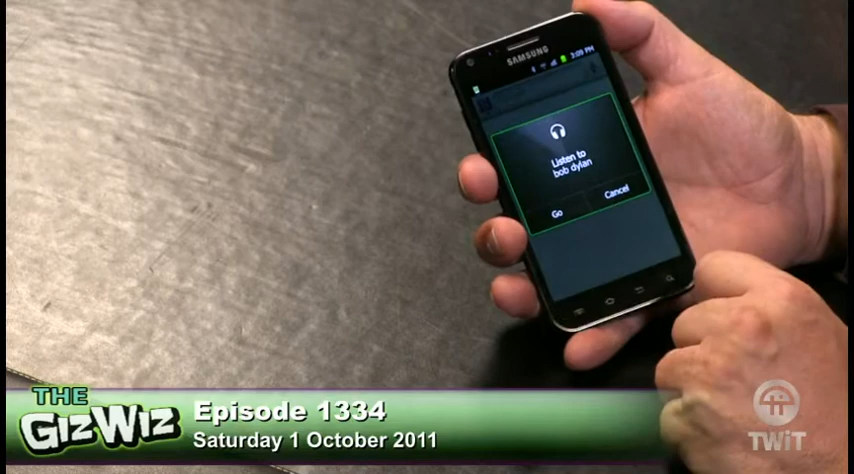 SAMSUNG
3:09 PM
Listen to
bob dylan
Go
Cancel
THE
GIZWIZ
Episode 1334
Saturday 1 October 2011
TWiT